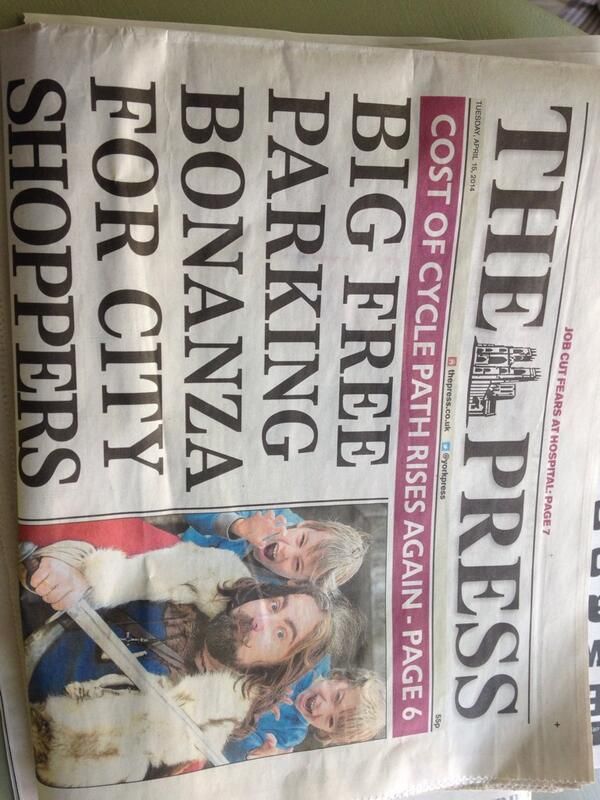 JOB CUT FEARS AT HOSPITAL: PAGE 7
THE PRESS
TUESDAY, APRIL 15, 2014
thepress.co.uk
@yorkpress
55p
COST OF CYCLE PATH RISES AGAIN - PAGE 6
BIG FREE
PARKING
BONANZA
FOR CITY
SHOPPERS